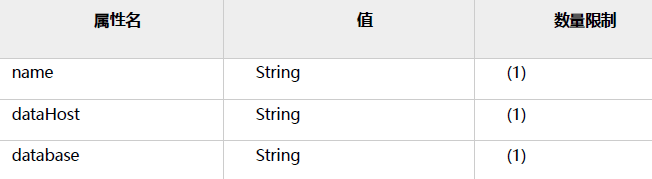 属性名 值 数量限制
name String (1)
dataHost String (1)
database String (1)